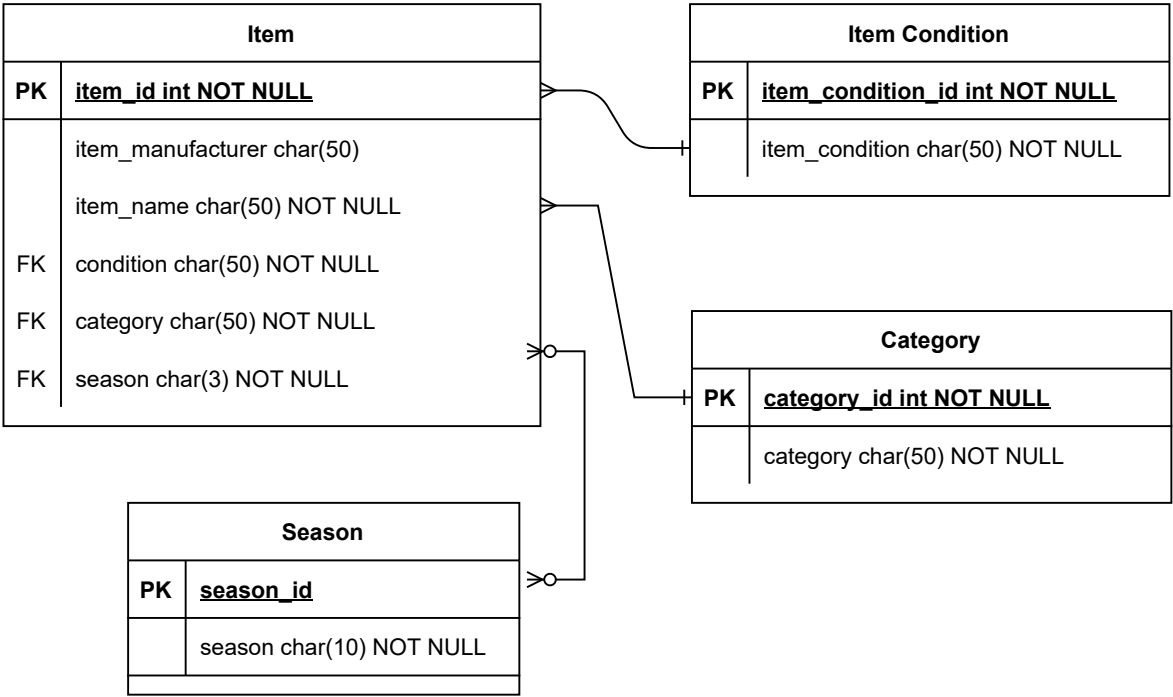 Item
PK item_id int NOT NULL
item_manufacturer char(50)
item_name char(50) NOT NULL
FK condition char(50) NOT NULL
FK category char(50) NOT NULL
FK season char(3) NOT NULL
Item Condition
PK item_condition_id int NOT NULL
item_condition char(50) NOT NULL
Category
PK category_id int NOT NULL
category char(50) NOT NULL
Season
PK season_id
season char(10) NOT NULL